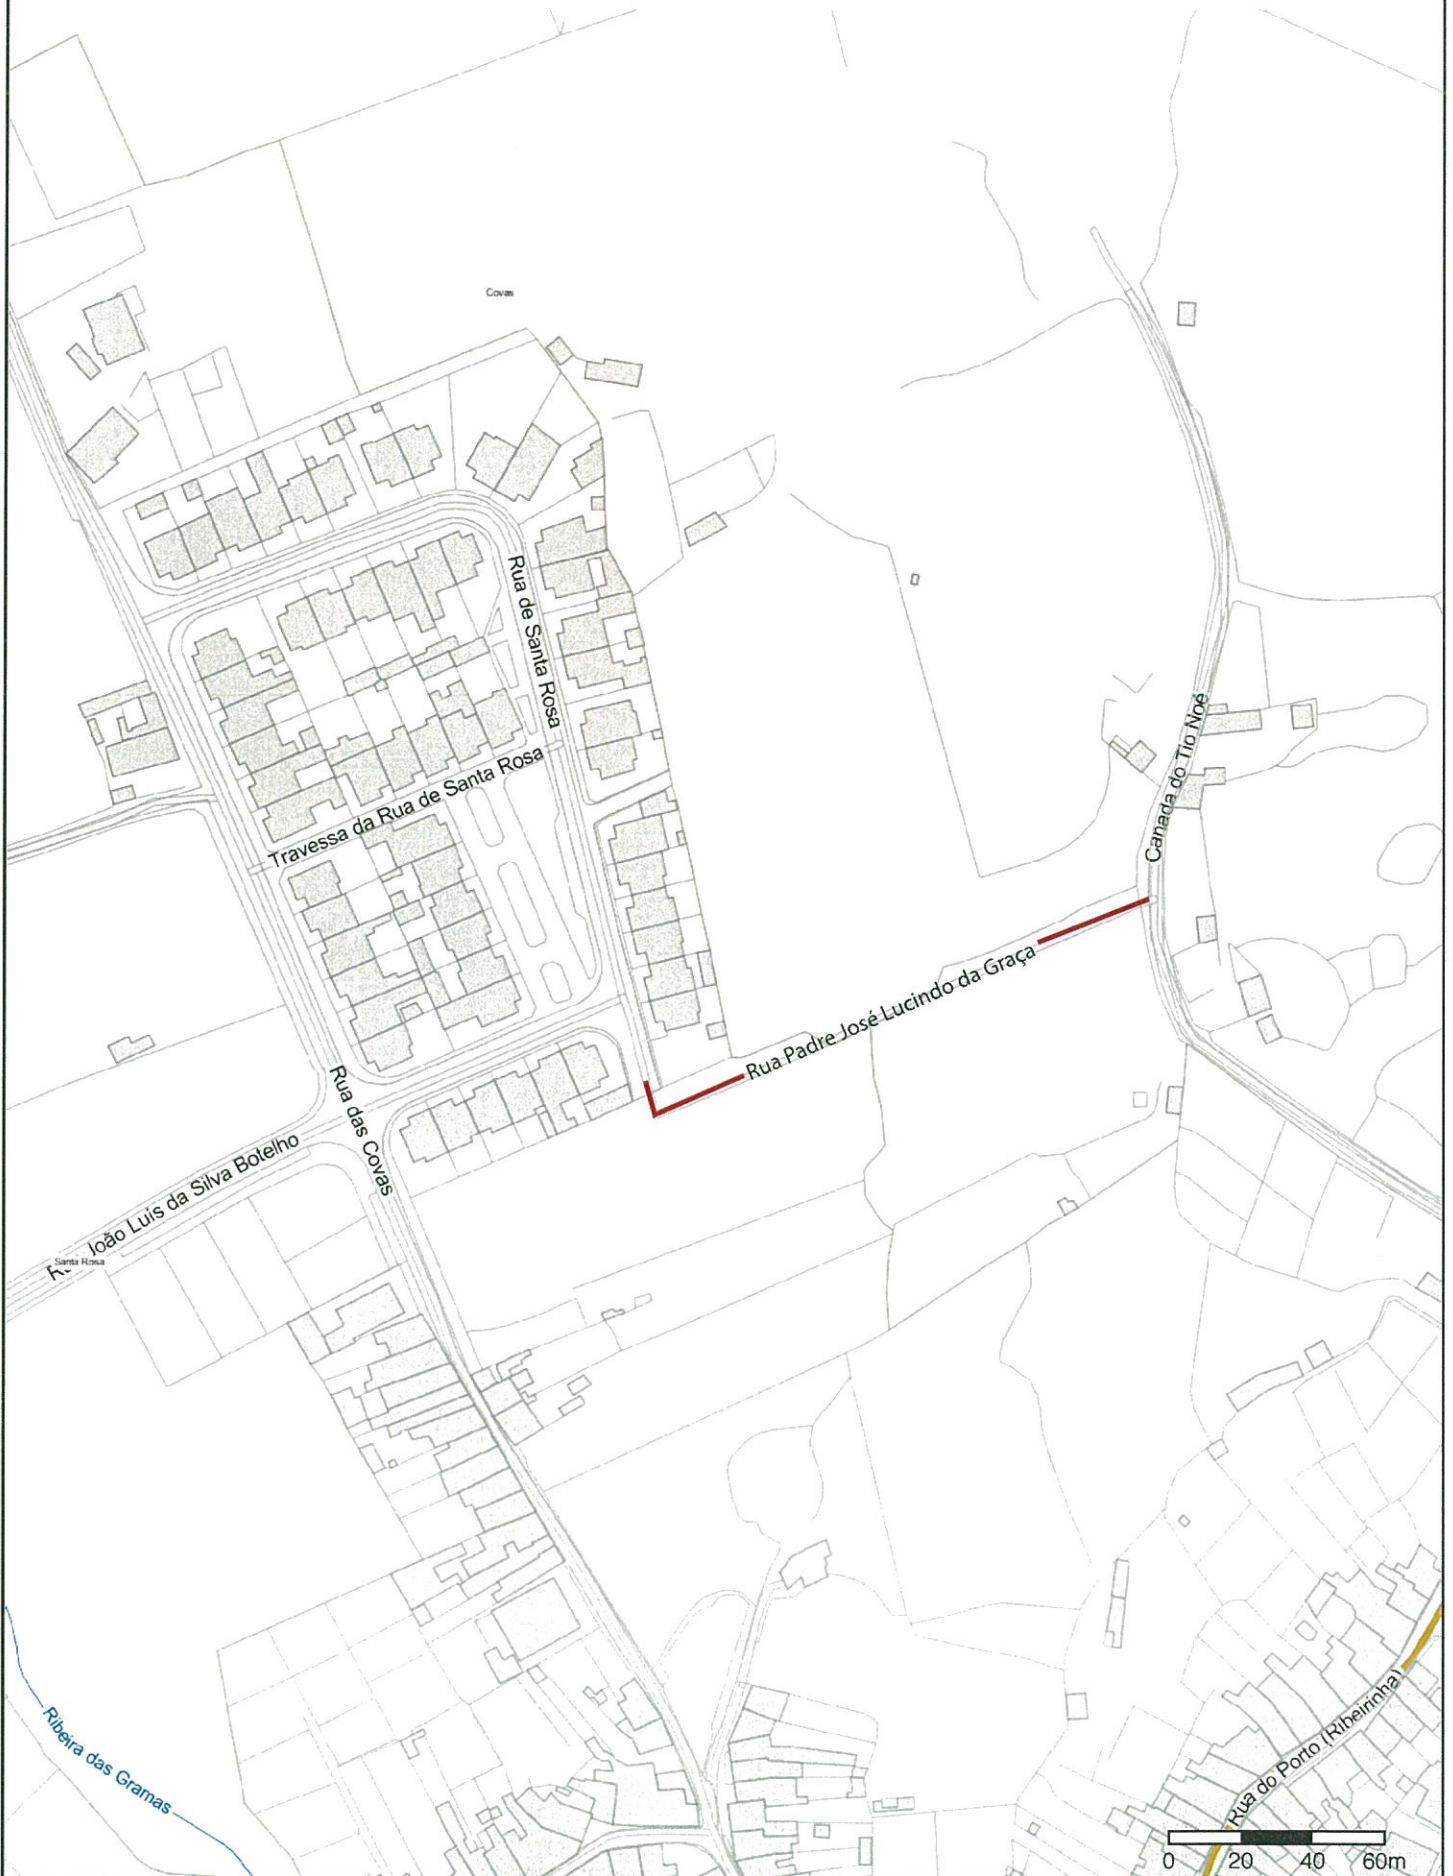 Covas
Rua de Santa Rosa
Travessa da Rua de Santa Rosa
Canada do Tio Noé
Rua Padre José Lucindo da Graça
Rua das Covas
João Luís da Silva Botelho
Santa Rosa
Ribeira das Gramas
Rua do Porto (Ribeirinha)
0 20 40 60m